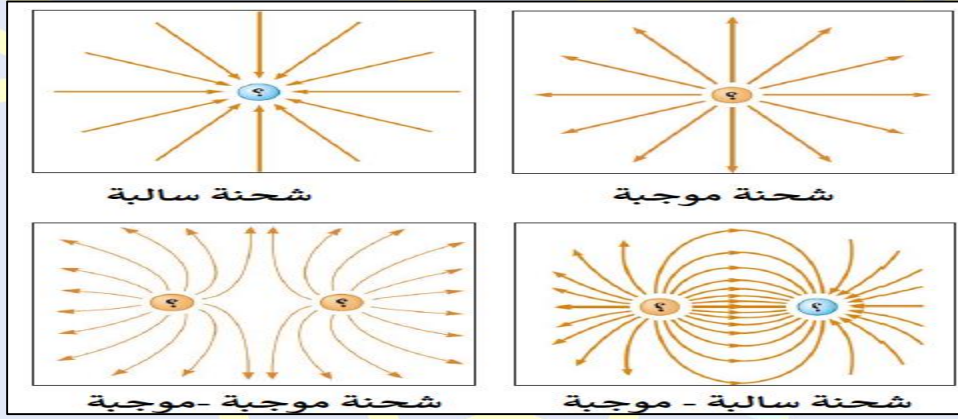 ؟
؟
شحنة موجبة
شحنة سالبة
؟ ؟
؟ ؟
شحنة سالبة - موجبة
شحنة موجبة -موجبة